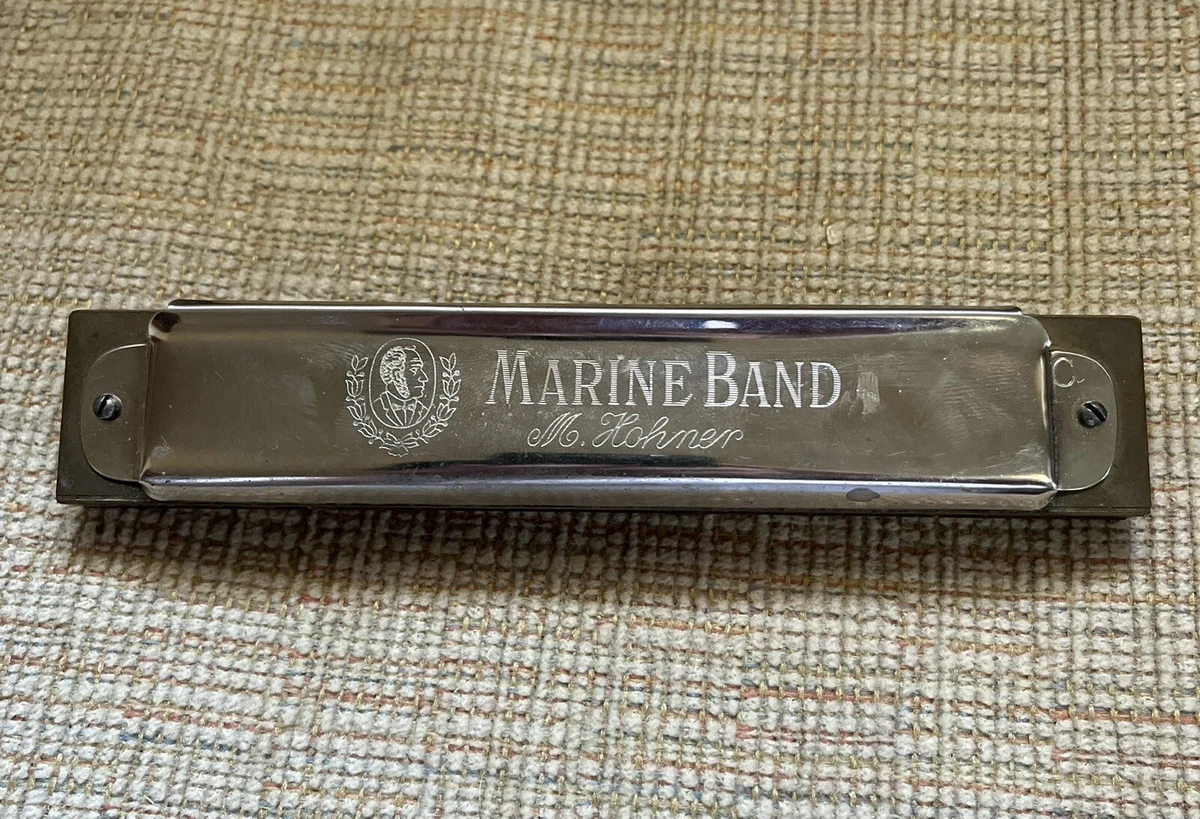 MARINE BAND
M. Hohner
C.